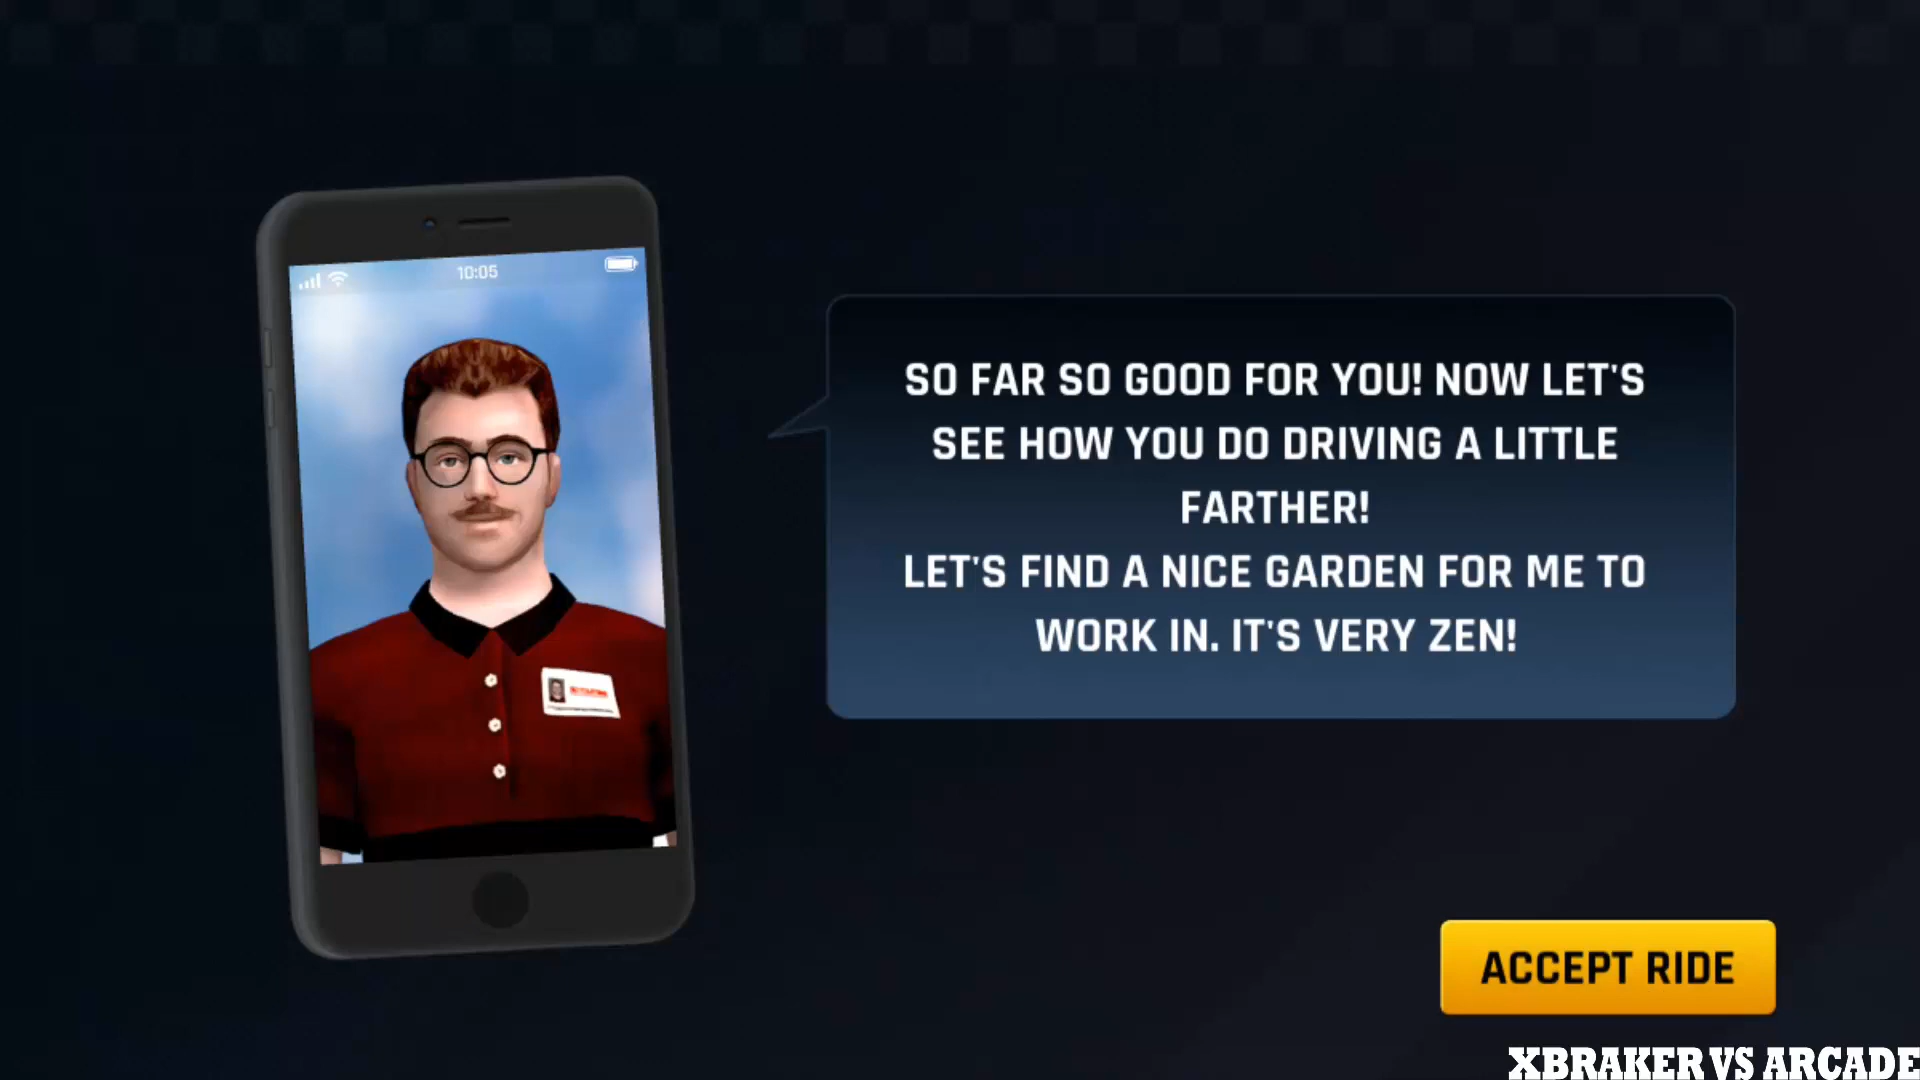 10:05
SO FAR SO GOOD FOR YOU! NOW LET'S
SEE HOW YOU DO DRIVING A LITTLE
FARTHER!
LET'S FIND A NICE GARDEN FOR ME TO
WORK IN. IT'S VERY ZEN!
ACCEPT RIDE
XBRAKER VS ARCADE